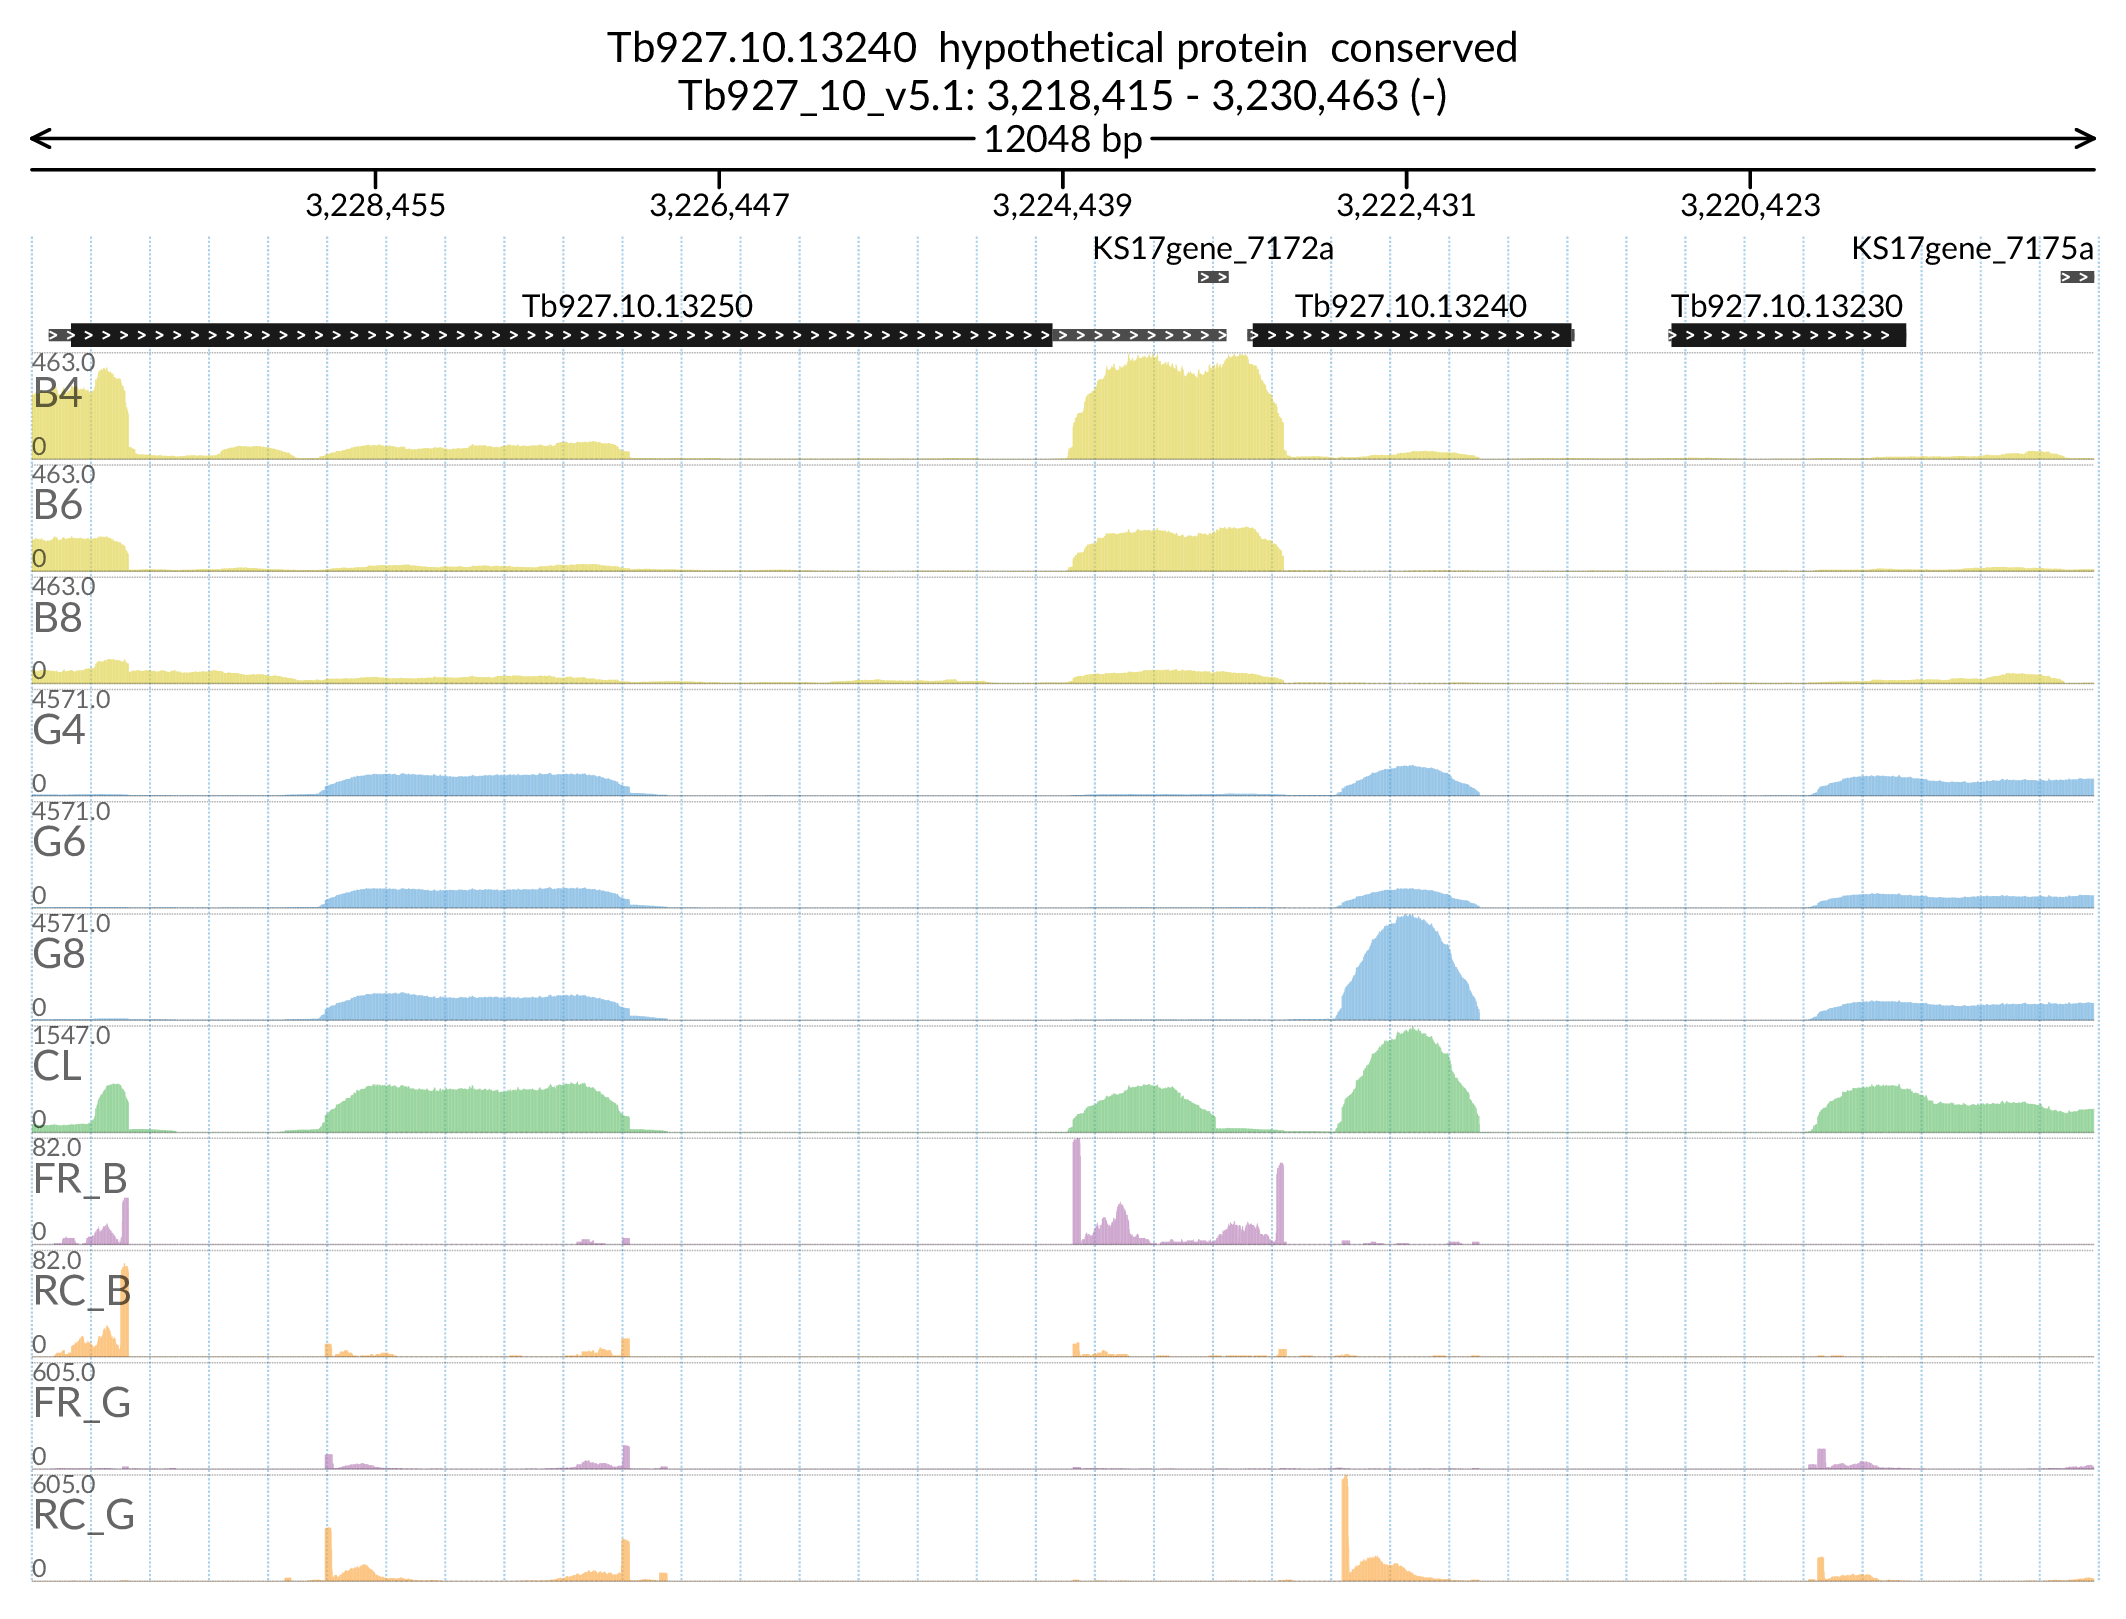 Tb927.10.13240  hypothetical protein  conserved
Tb927_10_v5.1: 3,218,415 - 3,230,463 (-)
12048 bp
3,228,455 3,226,447 3,224,439 3,222,431 3,220,423
KS17gene_7172a KS17gene_7175a
Tb927.10.13250 Tb927.10.13240 Tb927.10.13230
463.0
B4
0
463.0
B6
0
463.0
B8
0
4571.0
G4
0
4571.0
G6
0
4571.0
G8
0
1547.0
CL
0
82.0
FR_B
0
82.0
RC_B
0
605.0
FR_G
0
605.0
RC_G
0